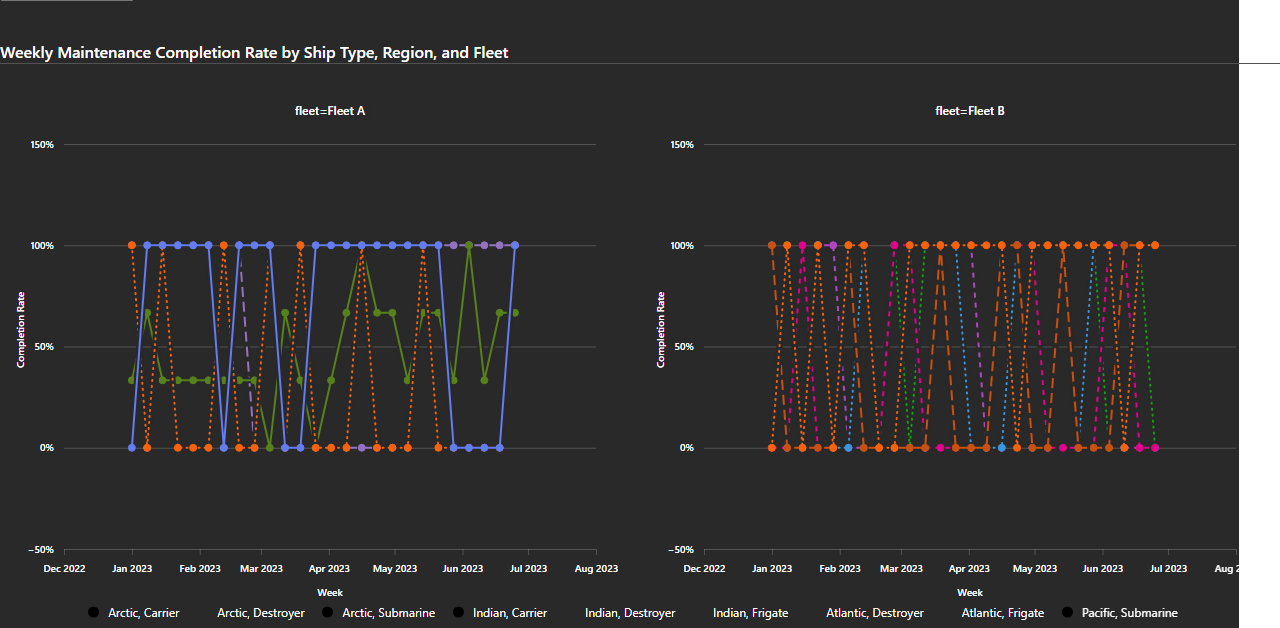 Weekly Maintenance Completion Rate by Ship Type, Region, and Fleet
fleet=Fleet A
fleet=Fleet B
150%
100%
50%
0%
−50%
Completion Rate
Dec 2022 Jan 2023 Feb 2023 Mar 2023 Apr 2023 May 2023 Jun 2023 Jul 2023 Aug 2023
Week
150%
100%
50%
0%
−50%
Completion Rate
Dec 2022 Jan 2023 Feb 2023 Mar 2023 Apr 2023 May 2023 Jun 2023 Jul 2023 Aug 2
Week
Arctic, Carrier Arctic, Destroyer Arctic, Submarine Indian, Carrier Indian, Destroyer Indian, Frigate Atlantic, Destroyer Atlantic, Frigate Pacific, Submarine